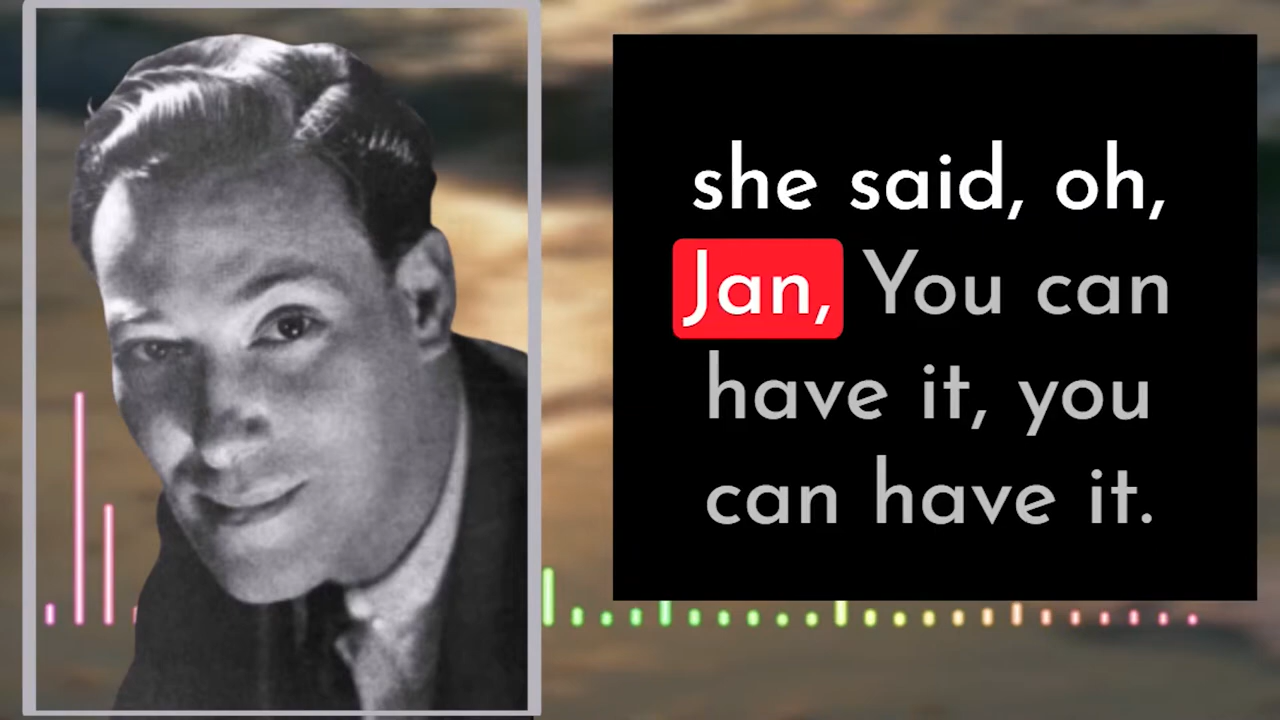 she said, oh,
Jan, You can
have it, you
can have it.